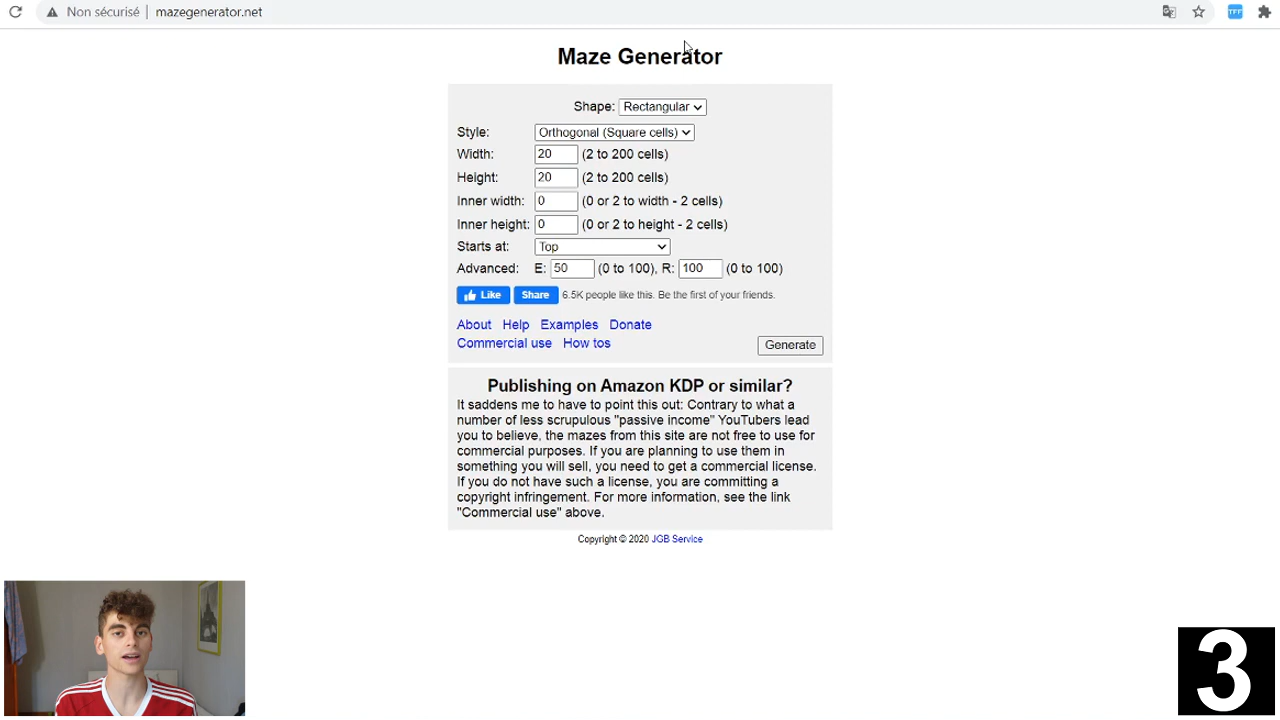 Non sécurisé | mazegenerator.net
TFF
Maze Generator
Shape: Rectangular
Style: Orthogonal (Square cells)
Width: 20 (2 to 200 cells)
Height: 20 (2 to 200 cells)
Inner width: 0 (0 or 2 to width - 2 cells)
Inner height: 0 (0 or 2 to height - 2 cells)
Starts at: Top
Advanced: E: 50 (0 to 100), R: 100 (0 to 100)
Like Share 6.5K people like this. Be the first of your friends.
About Help Examples Donate
Commercial use How tos Generate
Publishing on Amazon KDP or similar?
It saddens me to have to point this out: Contrary to what a
number of less scrupulous "passive income" YouTubers lead
you to believe, the mazes from this site are not free to use for
commercial purposes. If you are planning to use them in
something you will sell, you need to get a commercial license.
If you do not have such a license, you are committing a
copyright infringement. For more information, see the link
"Commercial use" above.
Copyright © 2020 JGB Service
3